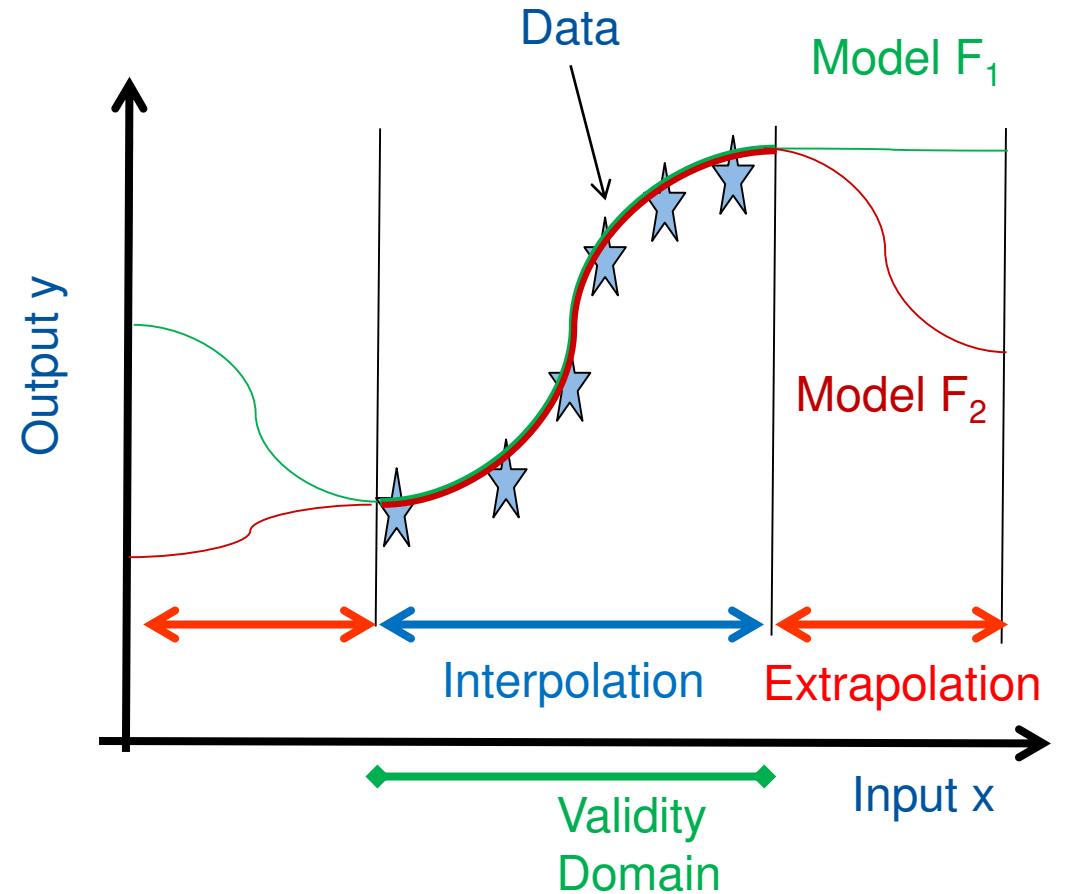 Data
Model F₁
Output y
Model F₂
Interpolation
Extrapolation
Input x
Validity
Domain